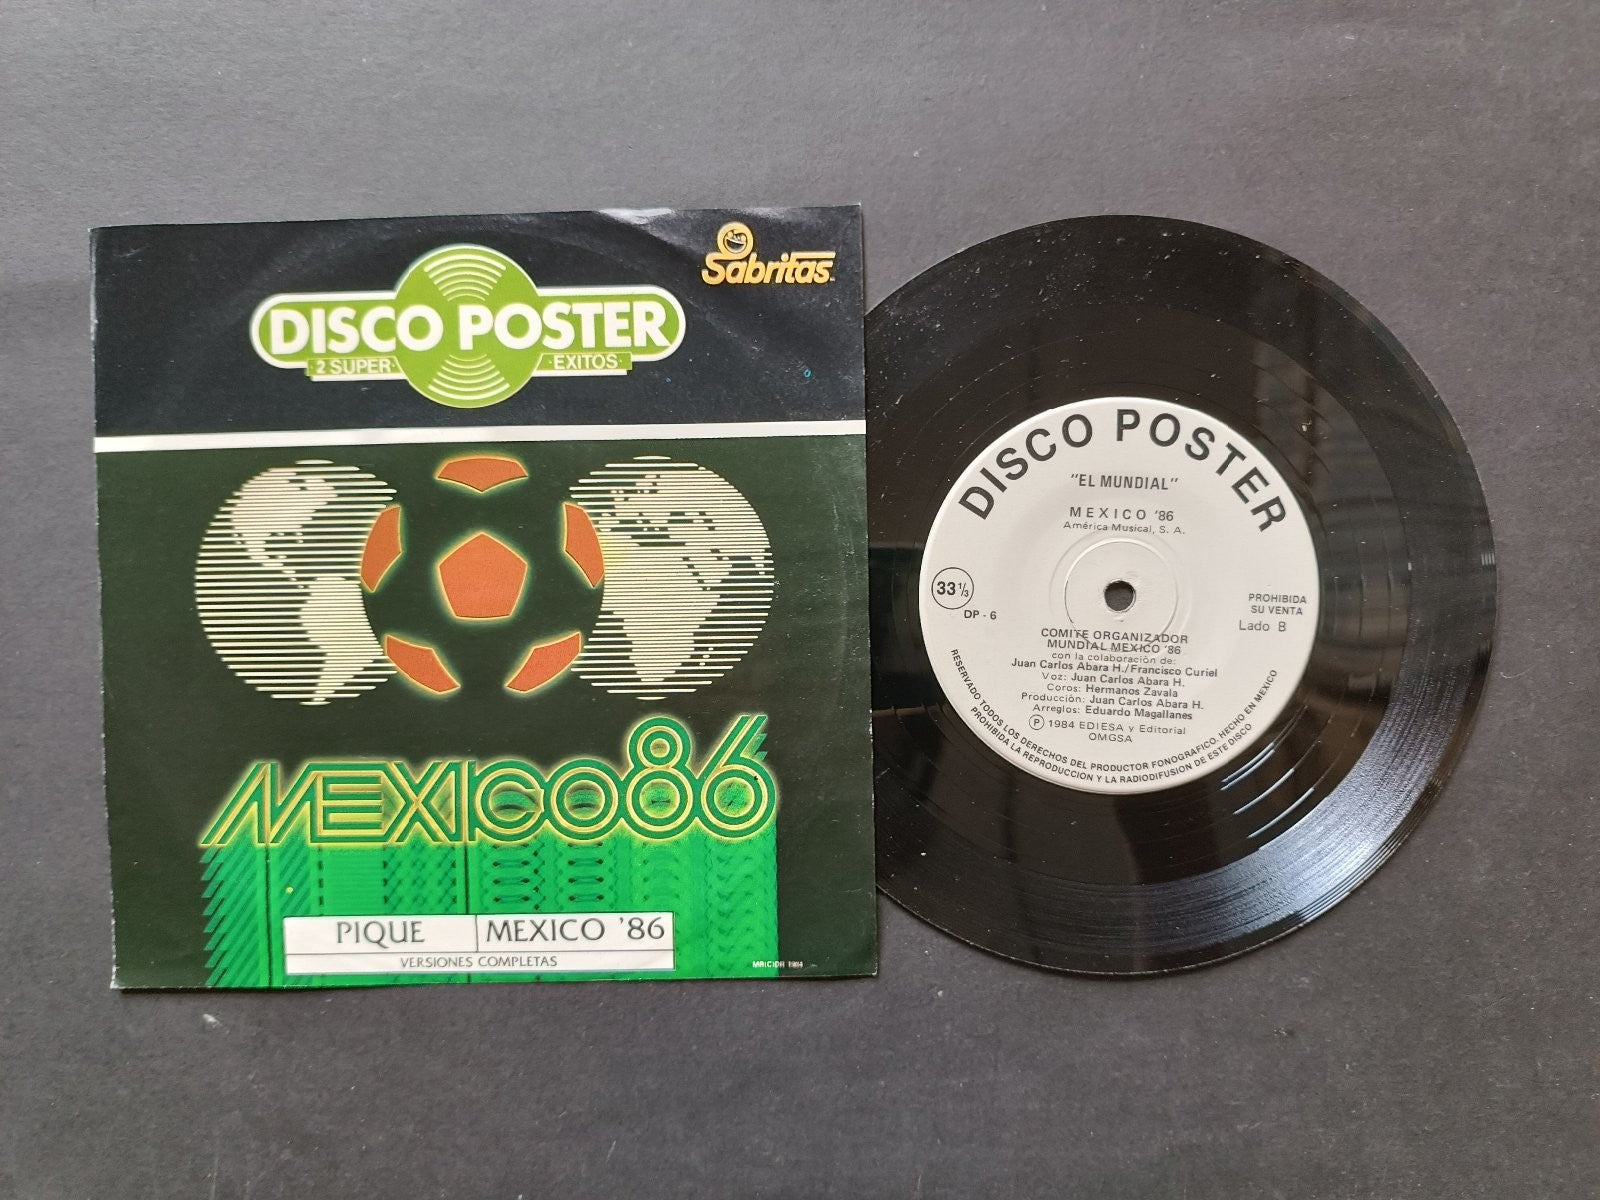 Sabritas
DISCO POSTER
·2 SUPER· ·EXITOS·
MEXICO86
PIQUE MEXICO '86
VERSIONES COMPLETAS
MRICIDA 1984
DISCO POSTER
"EL MUNDIAL"
MEXICO '86
América Musical, S. A.
33 1/3
DP - 6
PROHIBIDA
SU VENTA
Lado B
COMITE ORGANIZADOR
MUNDIAL MEXICO '86
con la colaboración de:
Juan Carlos Abara H./Francisco Curiel
Voz: Juan Carlos Abara H.
Coros: Hermanos Zavala
Producción: Juan Carlos Abara H.
Arreglos: Eduardo Magallanes
Ⓟ 1984 EDIESA y Editorial
OMGSA
RESERVADO TODOS LOS DERECHOS DEL PRODUCTOR FONOGRAFICO. HECHO EN MEXICO
PROHIBIDA LA REPRODUCCION Y LA RADIODIFUSION DE ESTE DISCO